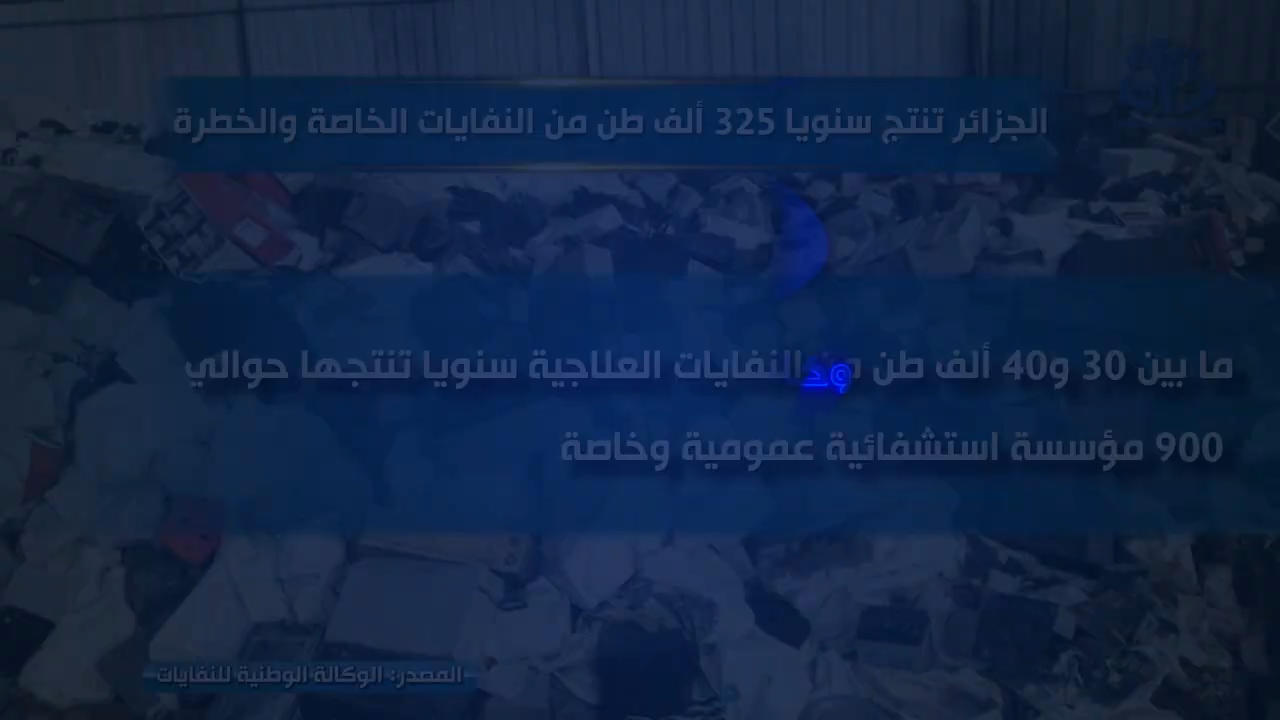 الجزائر تنتج سنويا 325 ألف طن من النفايات الخاصة والخطرة
ما بين 30 و40 ألف طن من النفايات العلاجية سنويا تنتجها حوالي
900 مؤسسة استشفائية عمومية وخاصة
المصدر: الوكالة الوطنية للنفايات